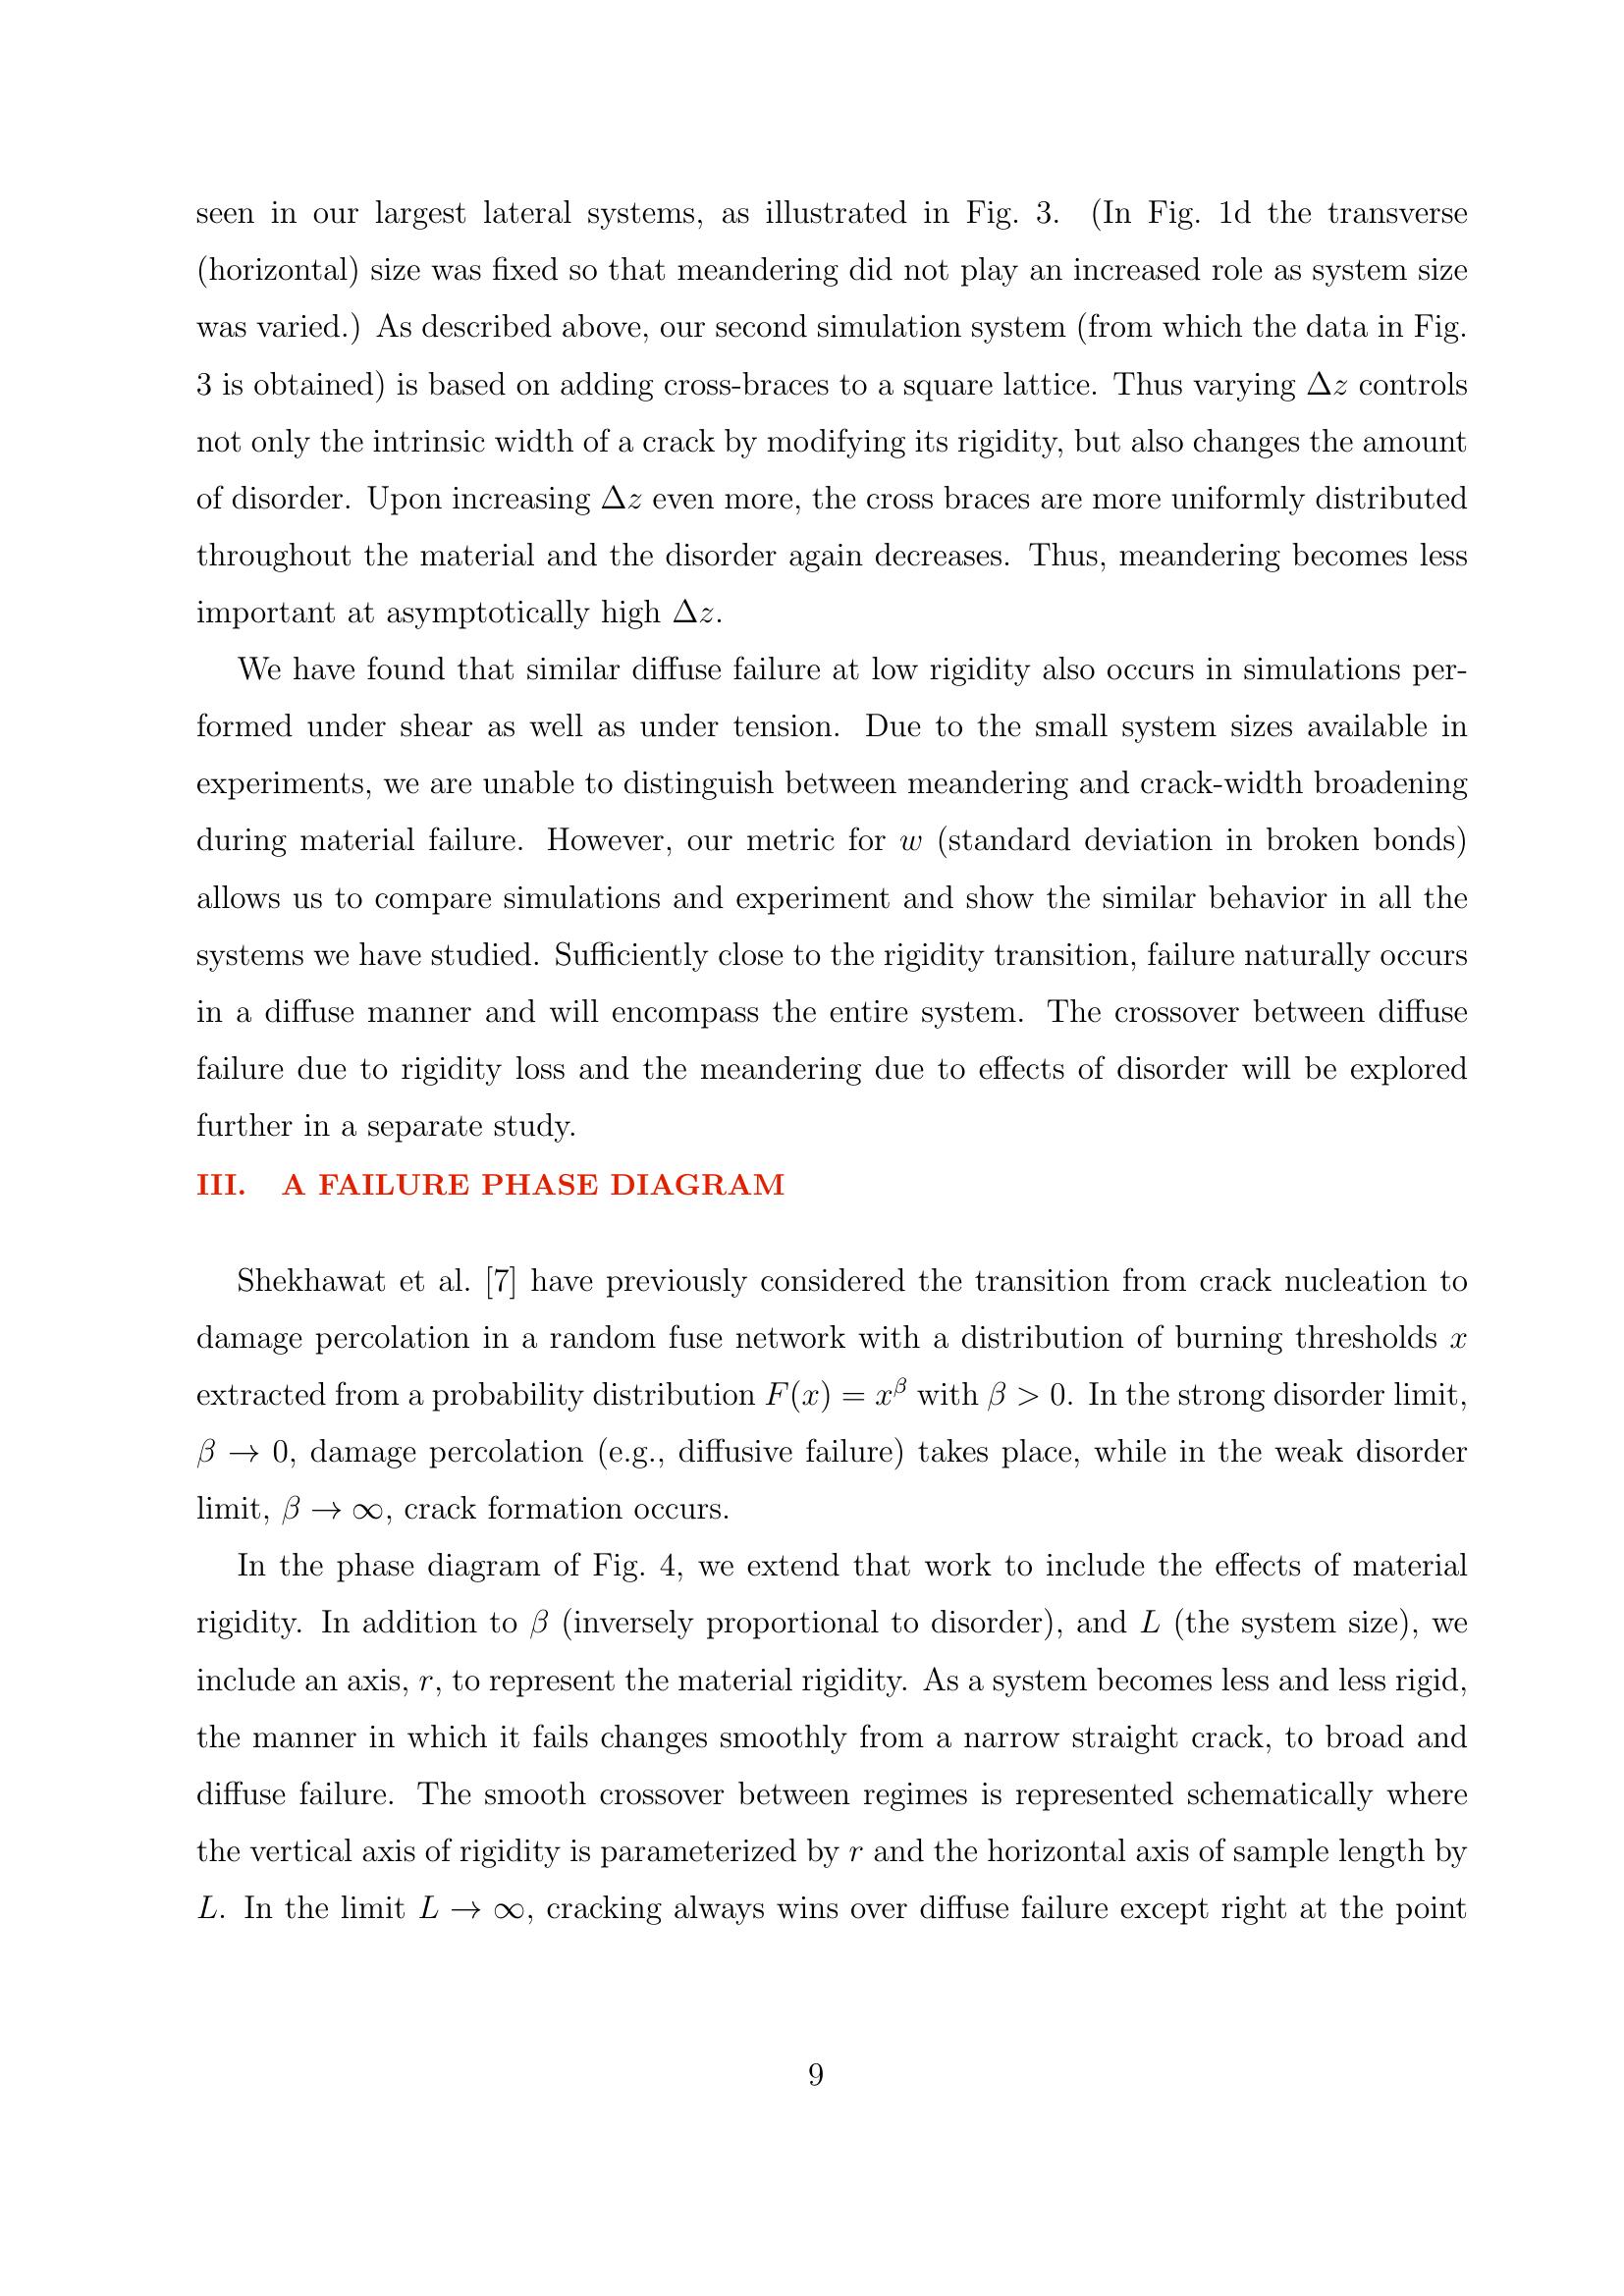 seen in our largest lateral systems, as illustrated in Fig. 3. (In Fig. 1d the transverse
(horizontal) size was fixed so that meandering did not play an increased role as system size
was varied.) As described above, our second simulation system (from which the data in Fig.
3 is obtained) is based on adding cross-braces to a square lattice. Thus varying Δz controls
not only the intrinsic width of a crack by modifying its rigidity, but also changes the amount
of disorder. Upon increasing Δz even more, the cross braces are more uniformly distributed
throughout the material and the disorder again decreases. Thus, meandering becomes less
important at asymptotically high Δz.
We have found that similar diffuse failure at low rigidity also occurs in simulations per-
formed under shear as well as under tension. Due to the small system sizes available in
experiments, we are unable to distinguish between meandering and crack-width broadening
during material failure. However, our metric for w (standard deviation in broken bonds)
allows us to compare simulations and experiment and show the similar behavior in all the
systems we have studied. Sufficiently close to the rigidity transition, failure naturally occurs
in a diffuse manner and will encompass the entire system. The crossover between diffuse
failure due to rigidity loss and the meandering due to effects of disorder will be explored
further in a separate study.
III. A FAILURE PHASE DIAGRAM
Shekhawat et al. [7] have previously considered the transition from crack nucleation to
damage percolation in a random fuse network with a distribution of burning thresholds x
extracted from a probability distribution F(x) = x^β with β > 0. In the strong disorder limit,
β → 0, damage percolation (e.g., diffusive failure) takes place, while in the weak disorder
limit, β → ∞, crack formation occurs.
In the phase diagram of Fig. 4, we extend that work to include the effects of material
rigidity. In addition to β (inversely proportional to disorder), and L (the system size), we
include an axis, r, to represent the material rigidity. As a system becomes less and less rigid,
the manner in which it fails changes smoothly from a narrow straight crack, to broad and
diffuse failure. The smooth crossover between regimes is represented schematically where
the vertical axis of rigidity is parameterized by r and the horizontal axis of sample length by
L. In the limit L → ∞, cracking always wins over diffuse failure except right at the point
9